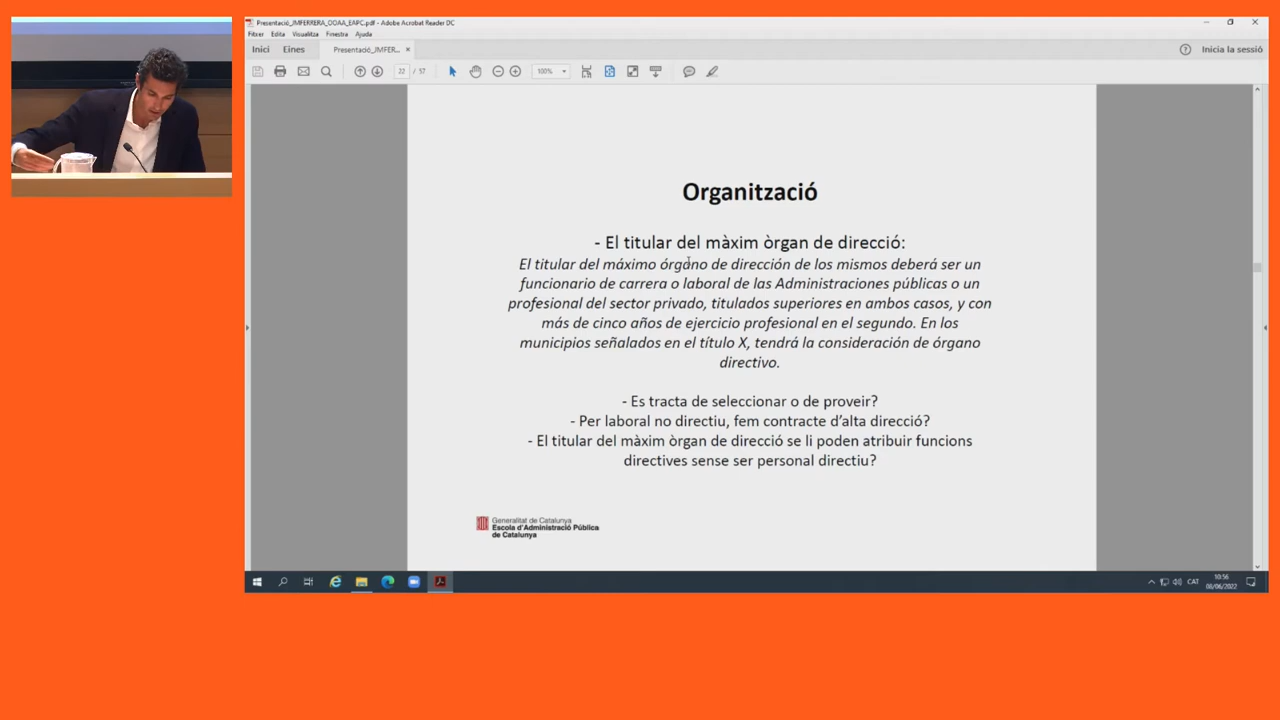 Presentació_JMFERRERA_OOAA_EAPC.pdf - Adobe Acrobat Reader DC
Fitxer Edita Visualitza Finestra Ajuda
Inici Eines Presentació_JMFER... × Inicia la sessió
22 / 57 100%
Organització
- El titular del màxim òrgan de direcció:
El titular del máximo órgano de dirección de los mismos deberá ser un
funcionario de carrera o laboral de las Administraciones públicas o un
profesional del sector privado, titulados superiores en ambos casos, y con
más de cinco años de ejercicio profesional en el segundo. En los
municipios señalados en el título X, tendrá la consideración de órgano
directivo.
- Es tracta de seleccionar o de proveir?
- Per laboral no directiu, fem contracte d'alta direcció?
- El titular del màxim òrgan de direcció se li poden atribuir funcions
directives sense ser personal directiu?
Generalitat de Catalunya
Escola d'Administració Pública
de Catalunya
CAT
10:56
08/06/2022